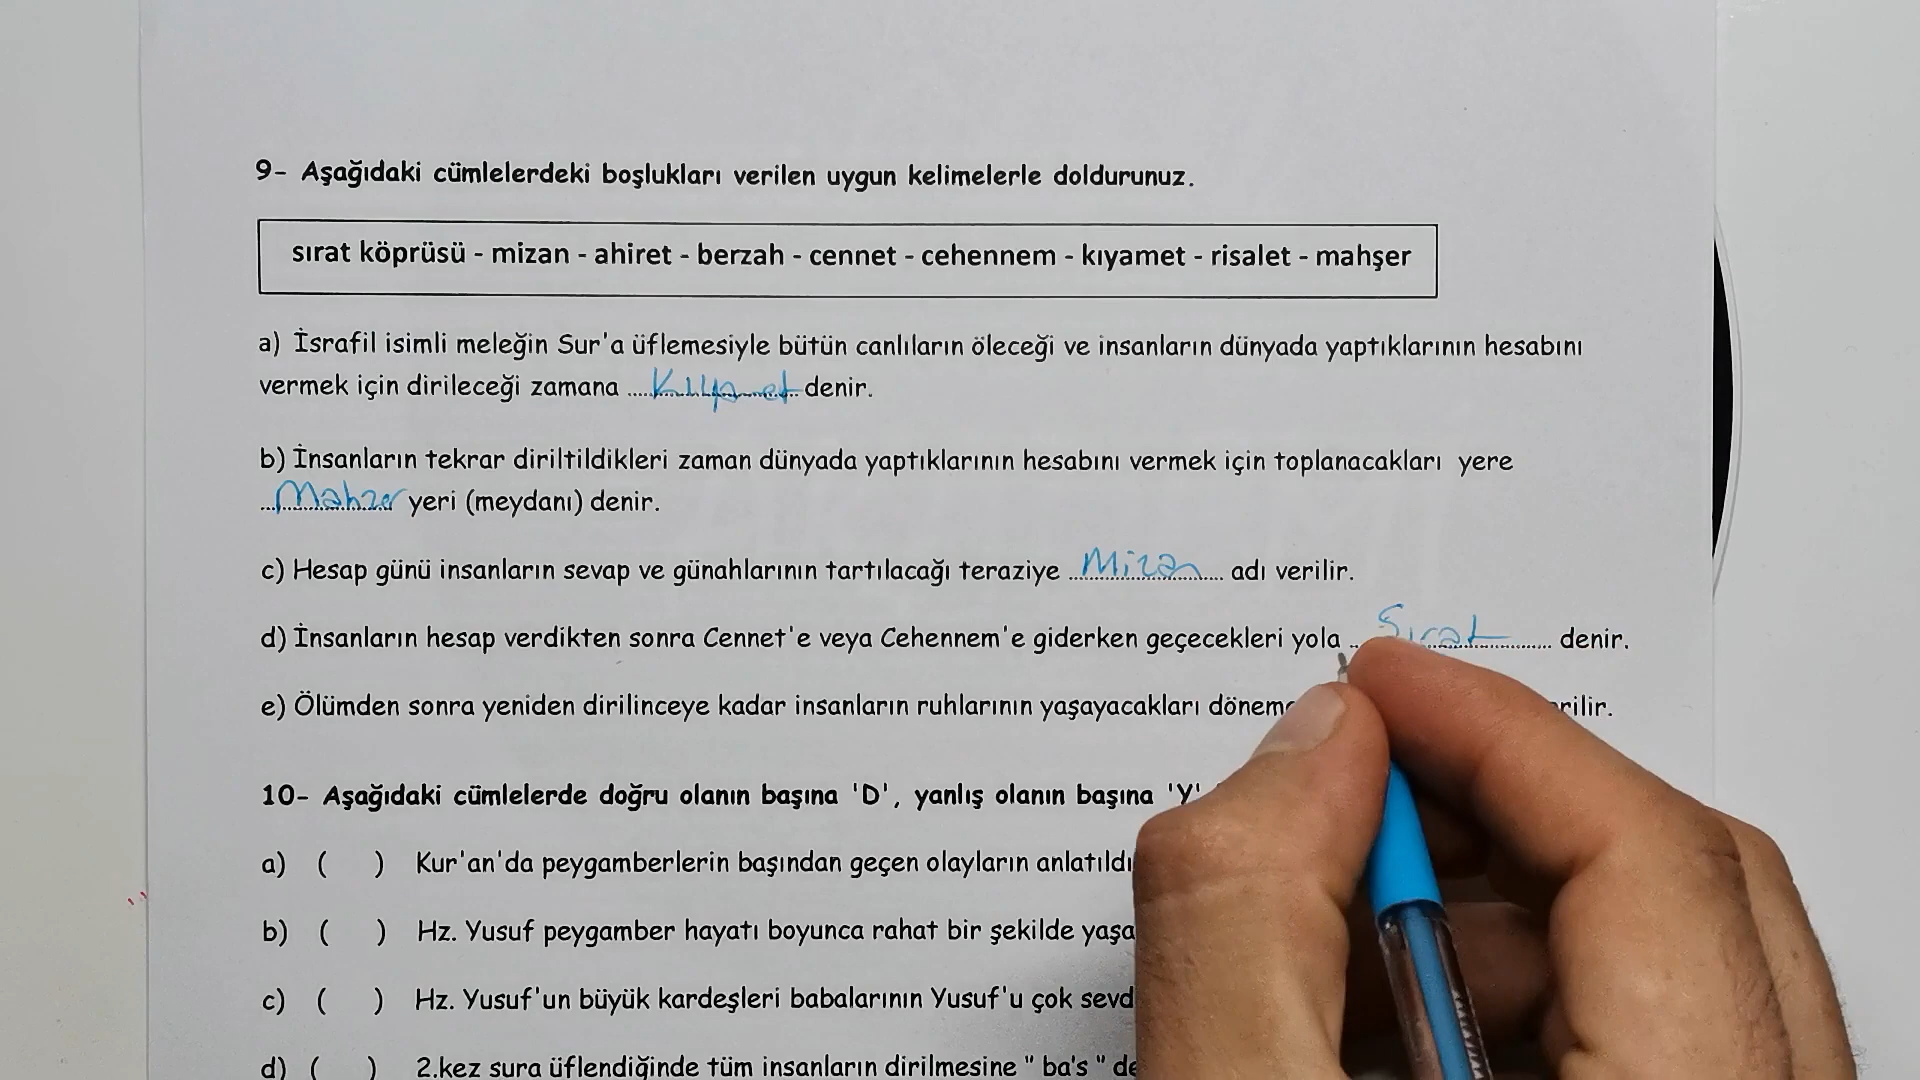 9- Aşağıdaki cümlelerdeki boşlukları verilen uygun kelimelerle doldurunuz.
sırat köprüsü - mizan - ahiret - berzah - cennet - cehennem - kıyamet - risalet - mahşer
a) İsrafil isimli meleğin Sur'a üflemesiyle bütün canlıların öleceği ve insanların dünyada yaptıklarının hesabını
vermek için dirileceği zamana Kıyamet denir.
b) İnsanların tekrar diriltildikleri zaman dünyada yaptıklarının hesabını vermek için toplanacakları yere
Mahşer yeri (meydanı) denir.
c) Hesap günü insanların sevap ve günahlarının tartılacağı teraziye Mizan adı verilir.
d) İnsanların hesap verdikten sonra Cennet'e veya Cehennem'e giderken geçecekleri yola Sırat denir.
e) Ölümden sonra yeniden dirilinceye kadar insanların ruhlarının yaşayacakları
10- Aşağıdaki cümlelerde doğru olanın başına 'D', yanlış olanın başına 'Y'
a) ( ) Kur'an'da peygamberlerin başından geçen olayların
b) ( ) Hz. Yusuf peygamber hayatı boyunca rahat bir şekilde
c) ( ) Hz. Yusuf'un büyük kardeşleri babalarının Yusuf'u çok
d) ( ) 2.kez sura üflendiğinde tüm insanların dirilmesine " ba's "